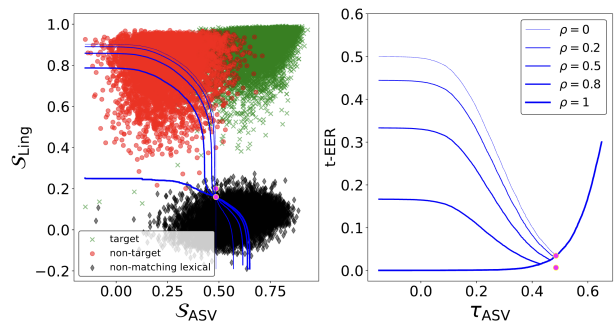 1.0
0.8
0.6
0.4
0.2
0.0
−0.2
S_Ling
target
non-target
non-matching lexical
0.00 0.25 0.50 0.75
S_ASV
0.6
0.5
0.4
0.3
0.2
0.1
0.0
t-EER
ρ = 0
ρ = 0.2
ρ = 0.5
ρ = 0.8
ρ = 1
0.0 0.2 0.4 0.6
τ_ASV